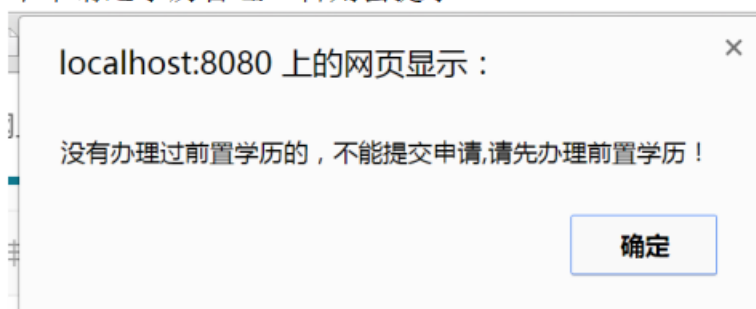 localhost:8080 上的网页显示：
没有办理过前置学历的，不能提交申请,请先办理前置学历！
确定